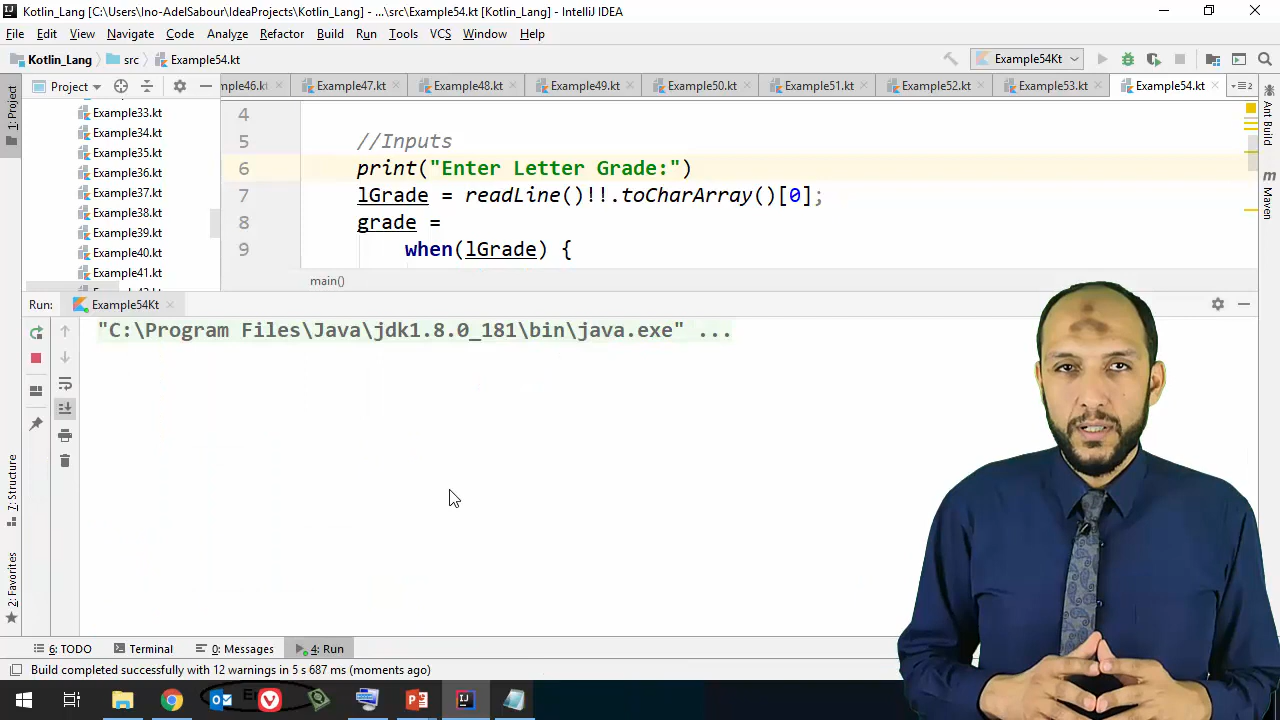 Kotlin_Lang [C:\Users\Ino-AdelSabour\IdeaProjects\Kotlin_Lang] - ...\src\Example54.kt [Kotlin_Lang] - IntelliJ IDEA
File Edit View Navigate Code Analyze Refactor Build Run Tools VCS Window Help
Kotlin_Lang src Example54.kt Example54Kt
Project mple46.kt Example47.kt Example48.kt Example49.kt Example50.kt Example51.kt Example52.kt Example53.kt Example54.kt
1: Project
Ant Build
Maven
Example33.kt
Example34.kt
Example35.kt
Example36.kt
Example37.kt
Example38.kt
Example39.kt
Example40.kt
Example41.kt
4
5 //Inputs
6 print("Enter Letter Grade:")
7 lGrade = readLine()!!.toCharArray()[0];
8 grade =
9 when(lGrade) {
main()
Run: Example54Kt
"C:\Program Files\Java\jdk1.8.0_181\bin\java.exe" ...
7: Structure
2: Favorites
6: TODO Terminal 0: Messages 4: Run
Build completed successfully with 12 warnings in 5 s 687 ms (moments ago)